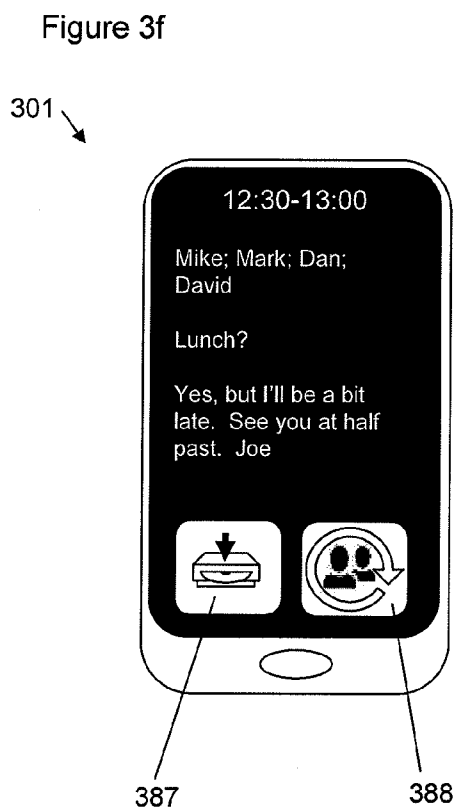 Figure 3f
301
12:30-13:00
Mike; Mark; Dan;
David
Lunch?
Yes, but I'll be a bit
late.  See you at half
past.  Joe
387
388